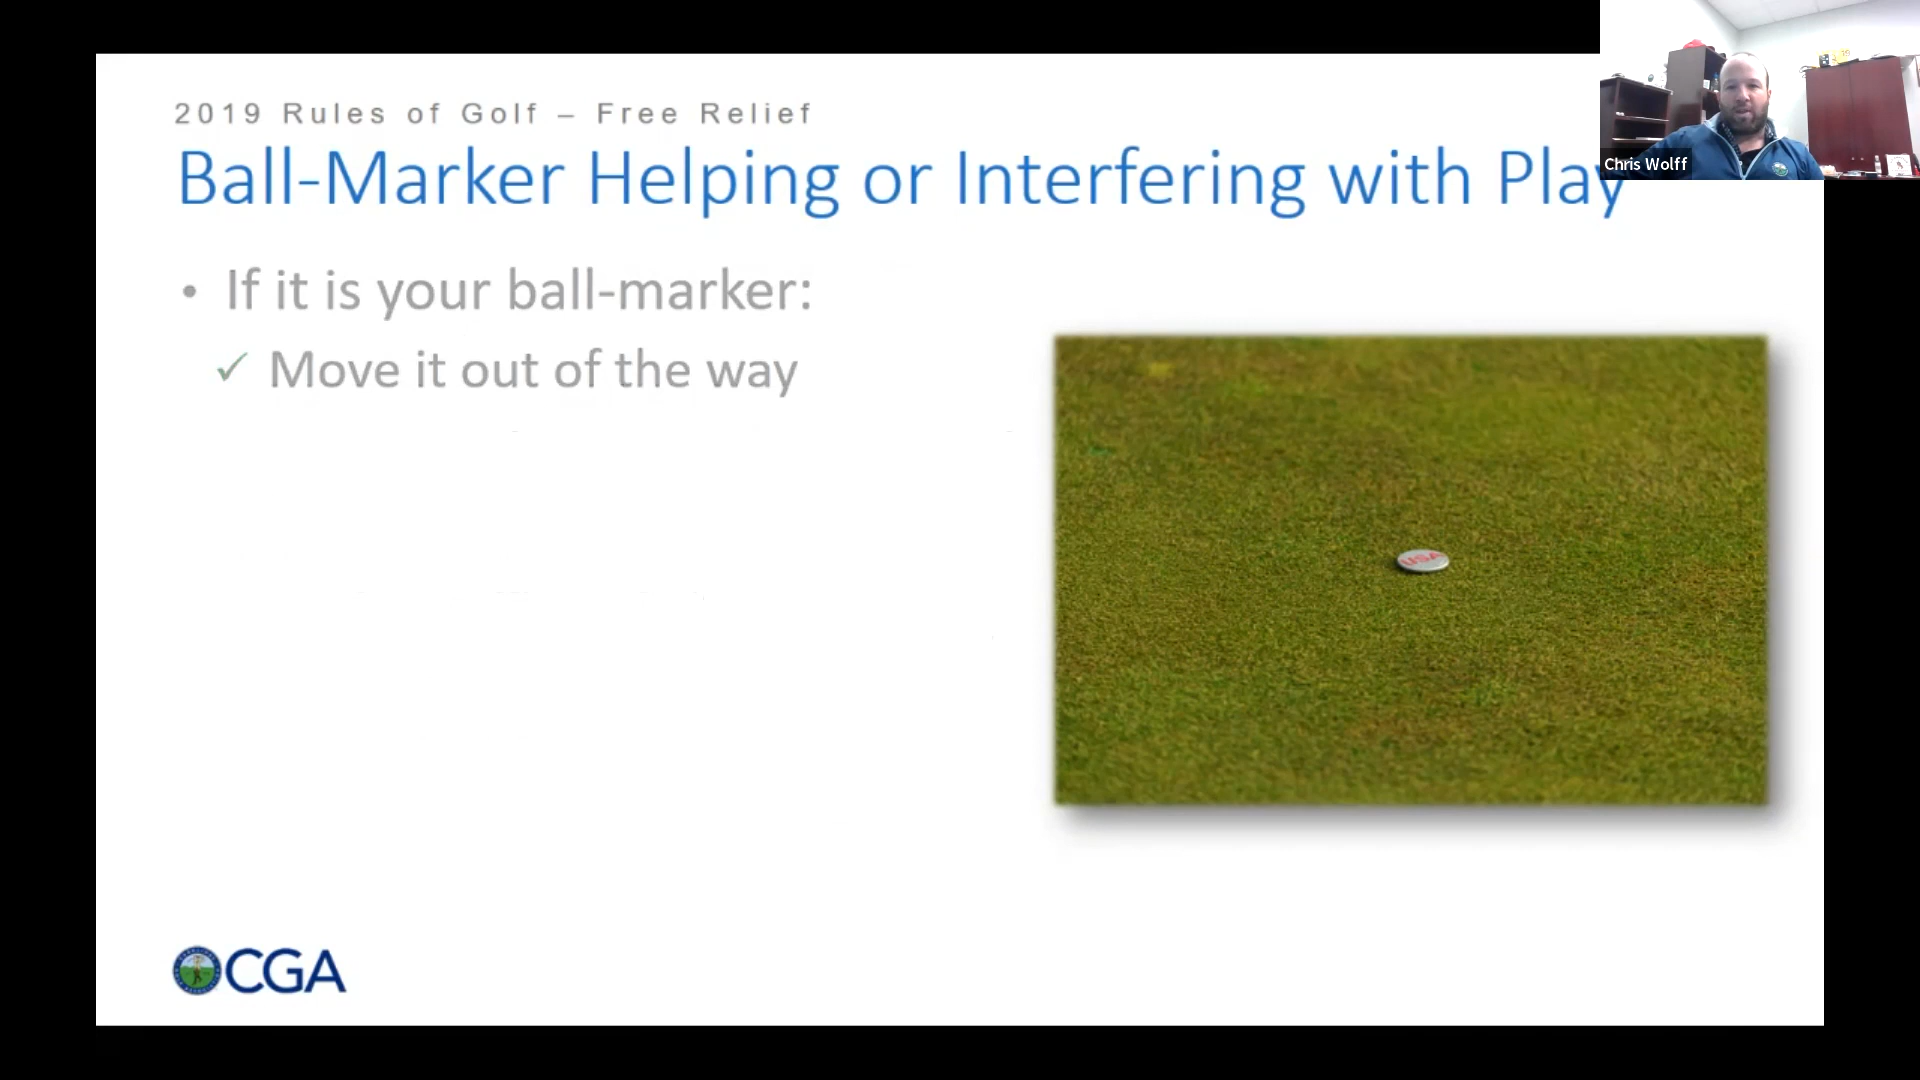 2019 Rules of Golf – Free Relief
Ball-Marker Helping or Interfering with Play
• If it is your ball-marker:
✓ Move it out of the way
USA
CGA
Chris Wolff